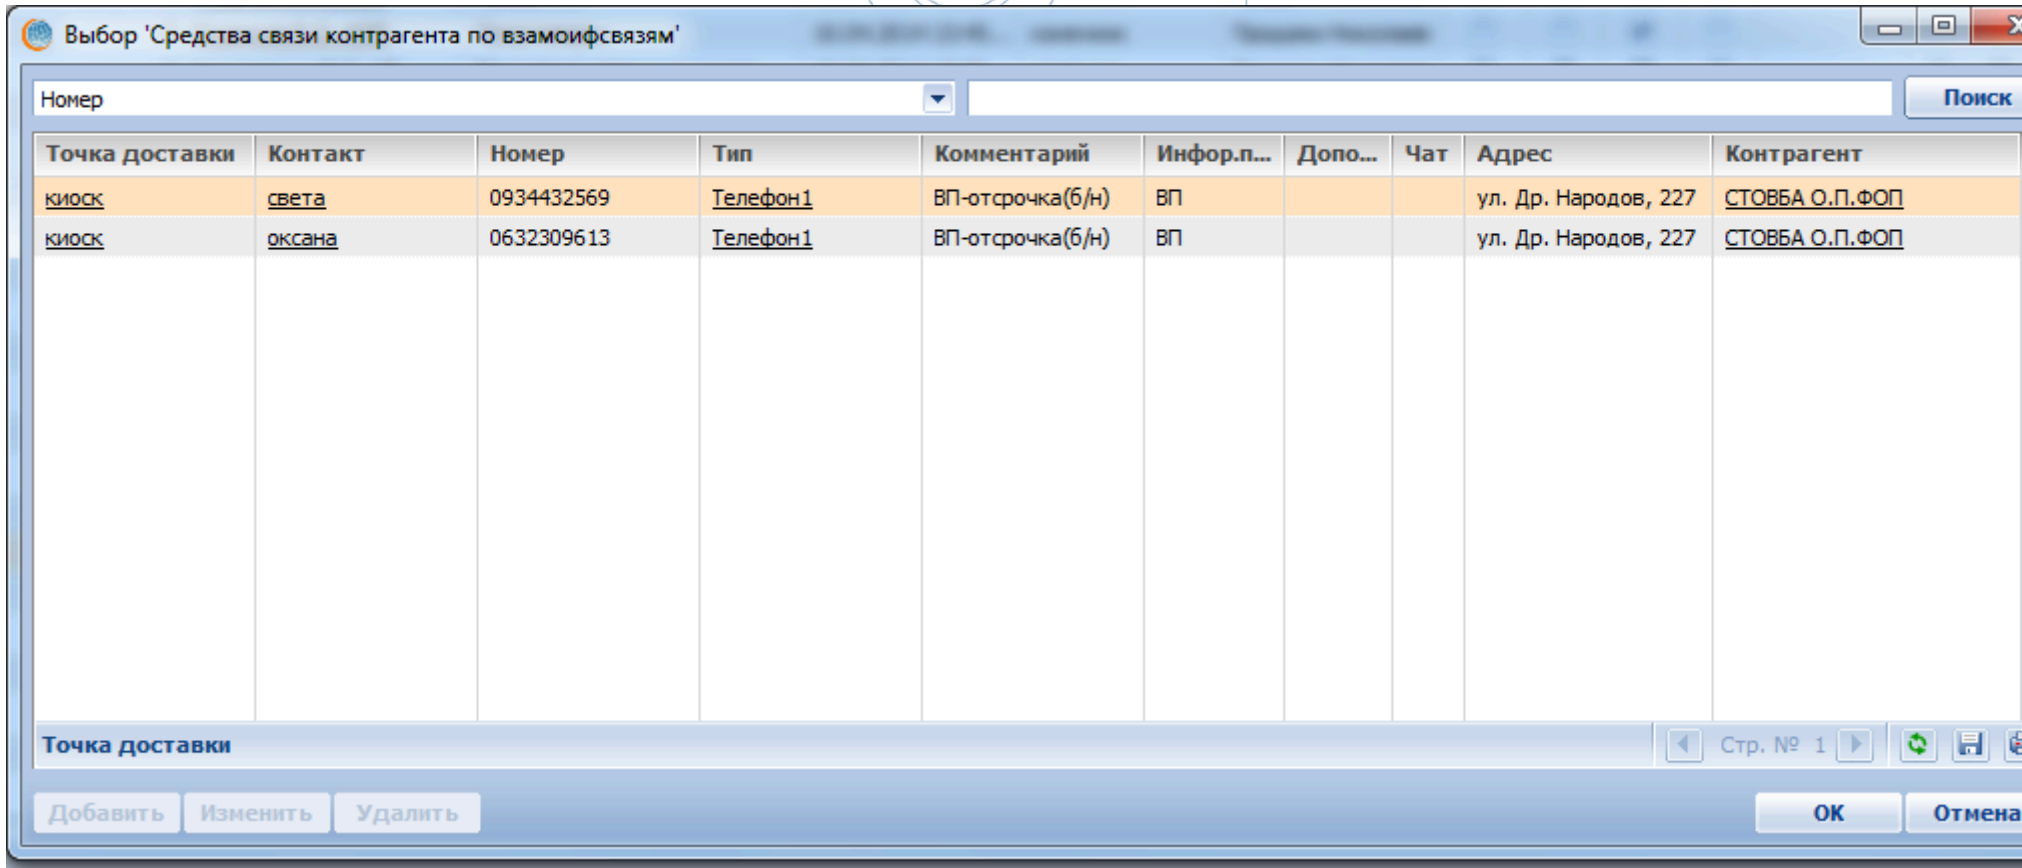 Выбор 'Средства связи контрагента по взамоифсвязям'
Номер Поиск
Точка доставки Контакт Номер Тип Комментарий Инфор.п... Допо... Чат Адрес Контрагент
киоск света 0934432569 Телефон1 ВП-отсрочка(б/н) ВП ул. Др. Народов, 227 СТОВБА О.П.ФОП
киоск оксана 0632309613 Телефон1 ВП-отсрочка(б/н) ВП ул. Др. Народов, 227 СТОВБА О.П.ФОП
Точка доставки Стр. № 1
Добавить Изменить Удалить OK Отмена